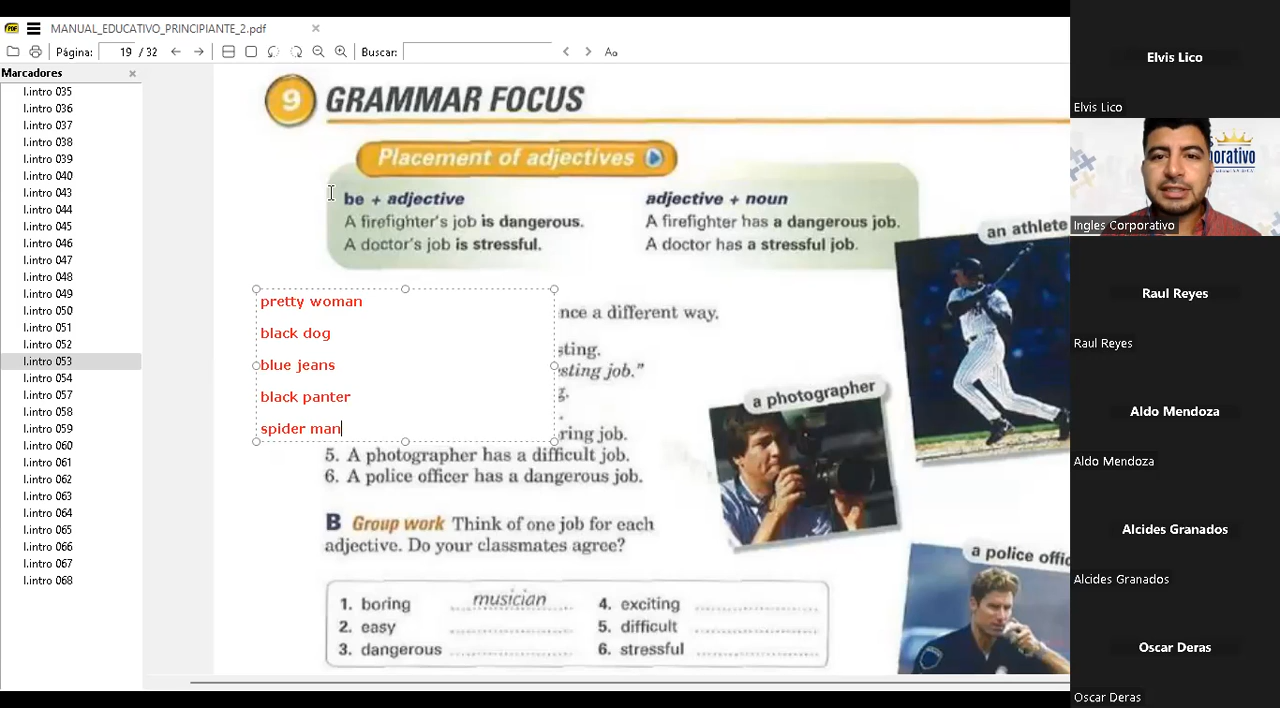 MANUAL_EDUCATIVO_PRINCIPIANTE_2.pdf
Página: 19 / 32 Buscar: Aa
Marcadores
I.intro 035
I.intro 036
I.intro 037
I.intro 038
I.intro 039
I.intro 040
I.intro 043
I.intro 044
I.intro 045
I.intro 046
I.intro 047
I.intro 048
I.intro 049
I.intro 050
I.intro 051
I.intro 052
I.intro 053
I.intro 054
I.intro 057
I.intro 058
I.intro 059
I.intro 060
I.intro 061
I.intro 062
I.intro 063
I.intro 064
I.intro 065
I.intro 066
I.intro 067
I.intro 068
9 GRAMMAR FOCUS
Placement of adjectives
be + adjective
A firefighter's job is dangerous.
A doctor's job is stressful.
adjective + noun
A firefighter has a dangerous job.
A doctor has a stressful job.
an athlete
pretty woman
black dog
blue jeans
black panter
spider man
nce a different way.
sting.
sting job.”
ring job.
5. A photographer has a difficult job.
6. A police officer has a dangerous job.
a photographer
B Group work Think of one job for each
adjective. Do your classmates agree?
a police offi
1. boring musician
2. easy
3. dangerous
4. exciting
5. difficult
6. stressful
Elvis Lico
Elvis Lico
orativo
Ingles Corporativo
Raul Reyes
Raul Reyes
Aldo Mendoza
Aldo Mendoza
Alcides Granados
Alcides Granados
Oscar Deras
Oscar Deras